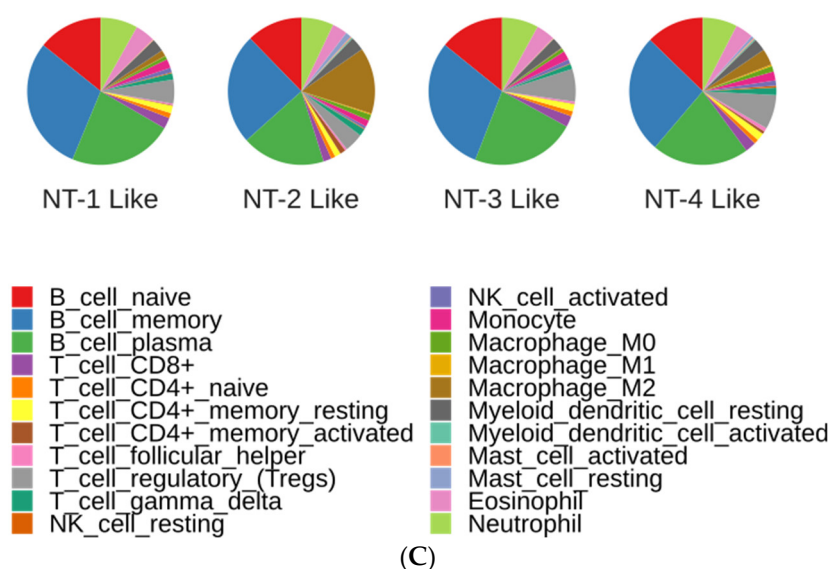 NT-1 Like
NT-2 Like
NT-3 Like
NT-4 Like
B_cell_naive
B_cell_memory
B_cell_plasma
T_cell_CD8+
T_cell_CD4+_naive
T_cell_CD4+_memory_resting
T_cell_CD4+_memory_activated
T_cell_follicular_helper
T_cell_regulatory_(Tregs)
T_cell_gamma_delta
NK_cell_resting
NK_cell_activated
Monocyte
Macrophage_M0
Macrophage_M1
Macrophage_M2
Myeloid_dendritic_cell_resting
Myeloid_dendritic_cell_activated
Mast_cell_activated
Mast_cell_resting
Eosinophil
Neutrophil
(C)